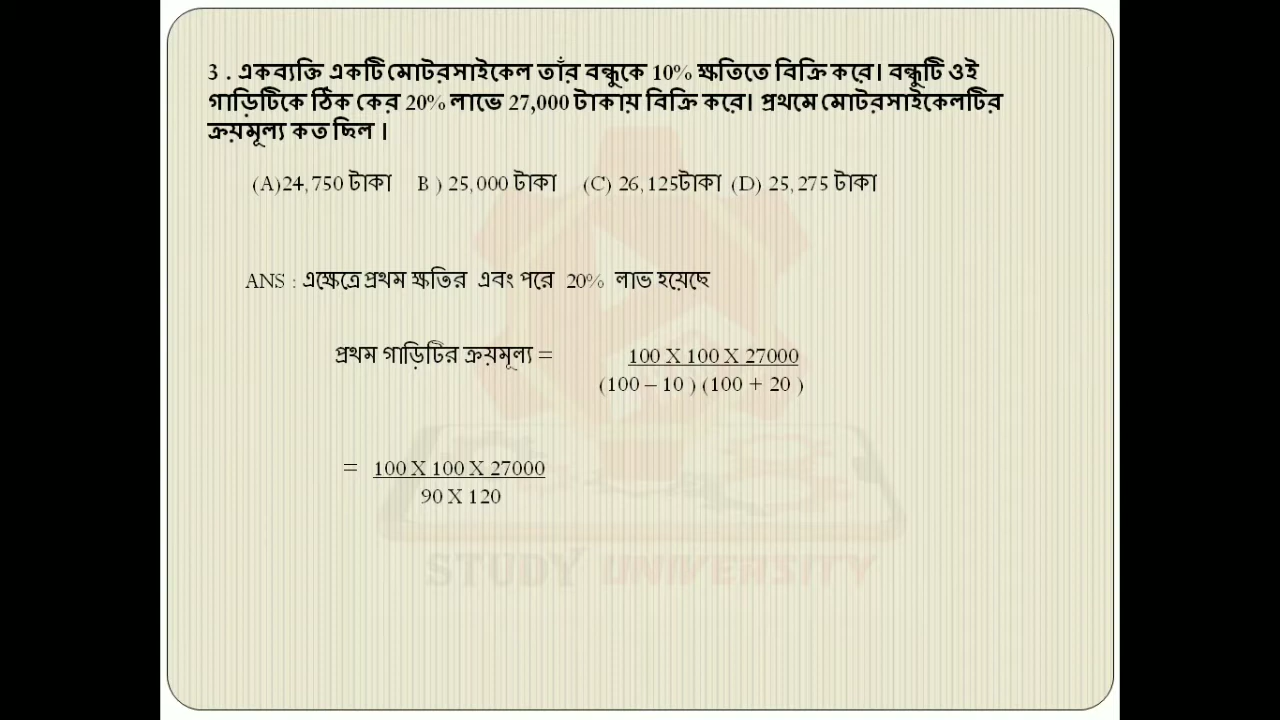 3 . একব্যক্তি একটি মোটরসাইকেল তাঁর বন্ধুকে 10% ক্ষতিতে বিক্রি করে। বন্ধুটি ওই
গাড়িটিকে ঠিক কের 20% লাভে 27,000 টাকায় বিক্রি করে। প্রথমে মোটরসাইকেলটির
ক্রয়মূল্য কত ছিল ।
(A)24,750 টাকা B ) 25,000 টাকা (C) 26,125টাকা (D) 25,275 টাকা
ANS : এক্ষেত্রে প্রথম ক্ষতির এবং পরে 20% লাভ হয়েছে
প্রথম গাড়িটির ক্রয়মূল্য = 100 X 100 X 27000
(100 – 10 ) (100 + 20 )
= 100 X 100 X 27000
90 X 120
STUDY UNIVERSITY